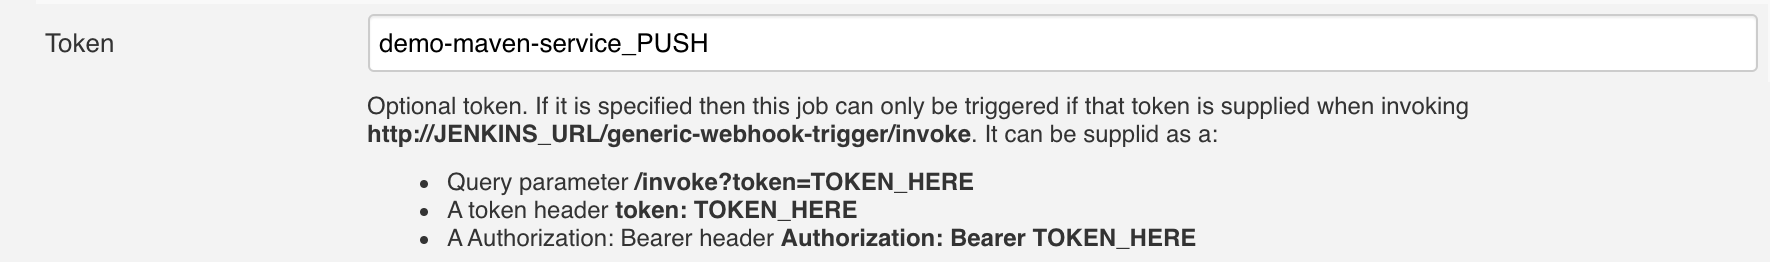 Token
demo-maven-service_PUSH
Optional token. If it is specified then this job can only be triggered if that token is supplied when invoking
http://JENKINS_URL/generic-webhook-trigger/invoke. It can be supplid as a:
• Query parameter /invoke?token=TOKEN_HERE
• A token header token: TOKEN_HERE
• A Authorization: Bearer header Authorization: Bearer TOKEN_HERE